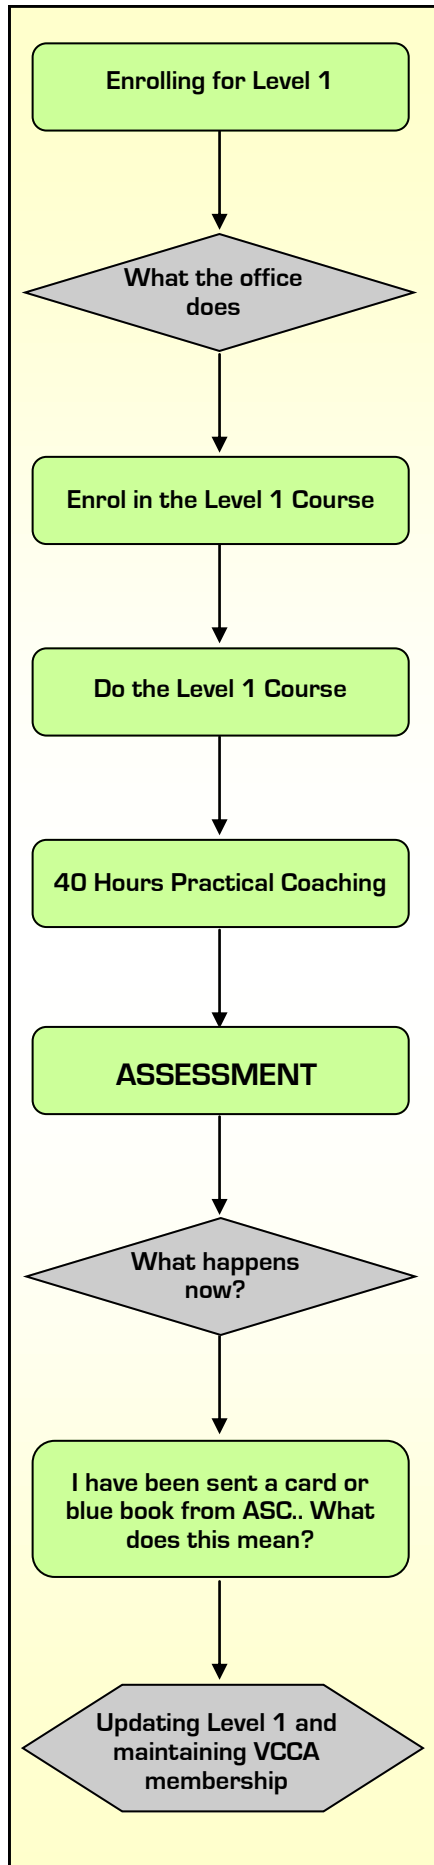 Enrolling for Level 1
What the office
does
Enrol in the Level 1 Course
Do the Level 1 Course
40 Hours Practical Coaching
ASSESSMENT
What happens
now?
I have been sent a card or
blue book from ASC.. What
does this mean?
Updating Level 1 and
maintaining VCCA
membership